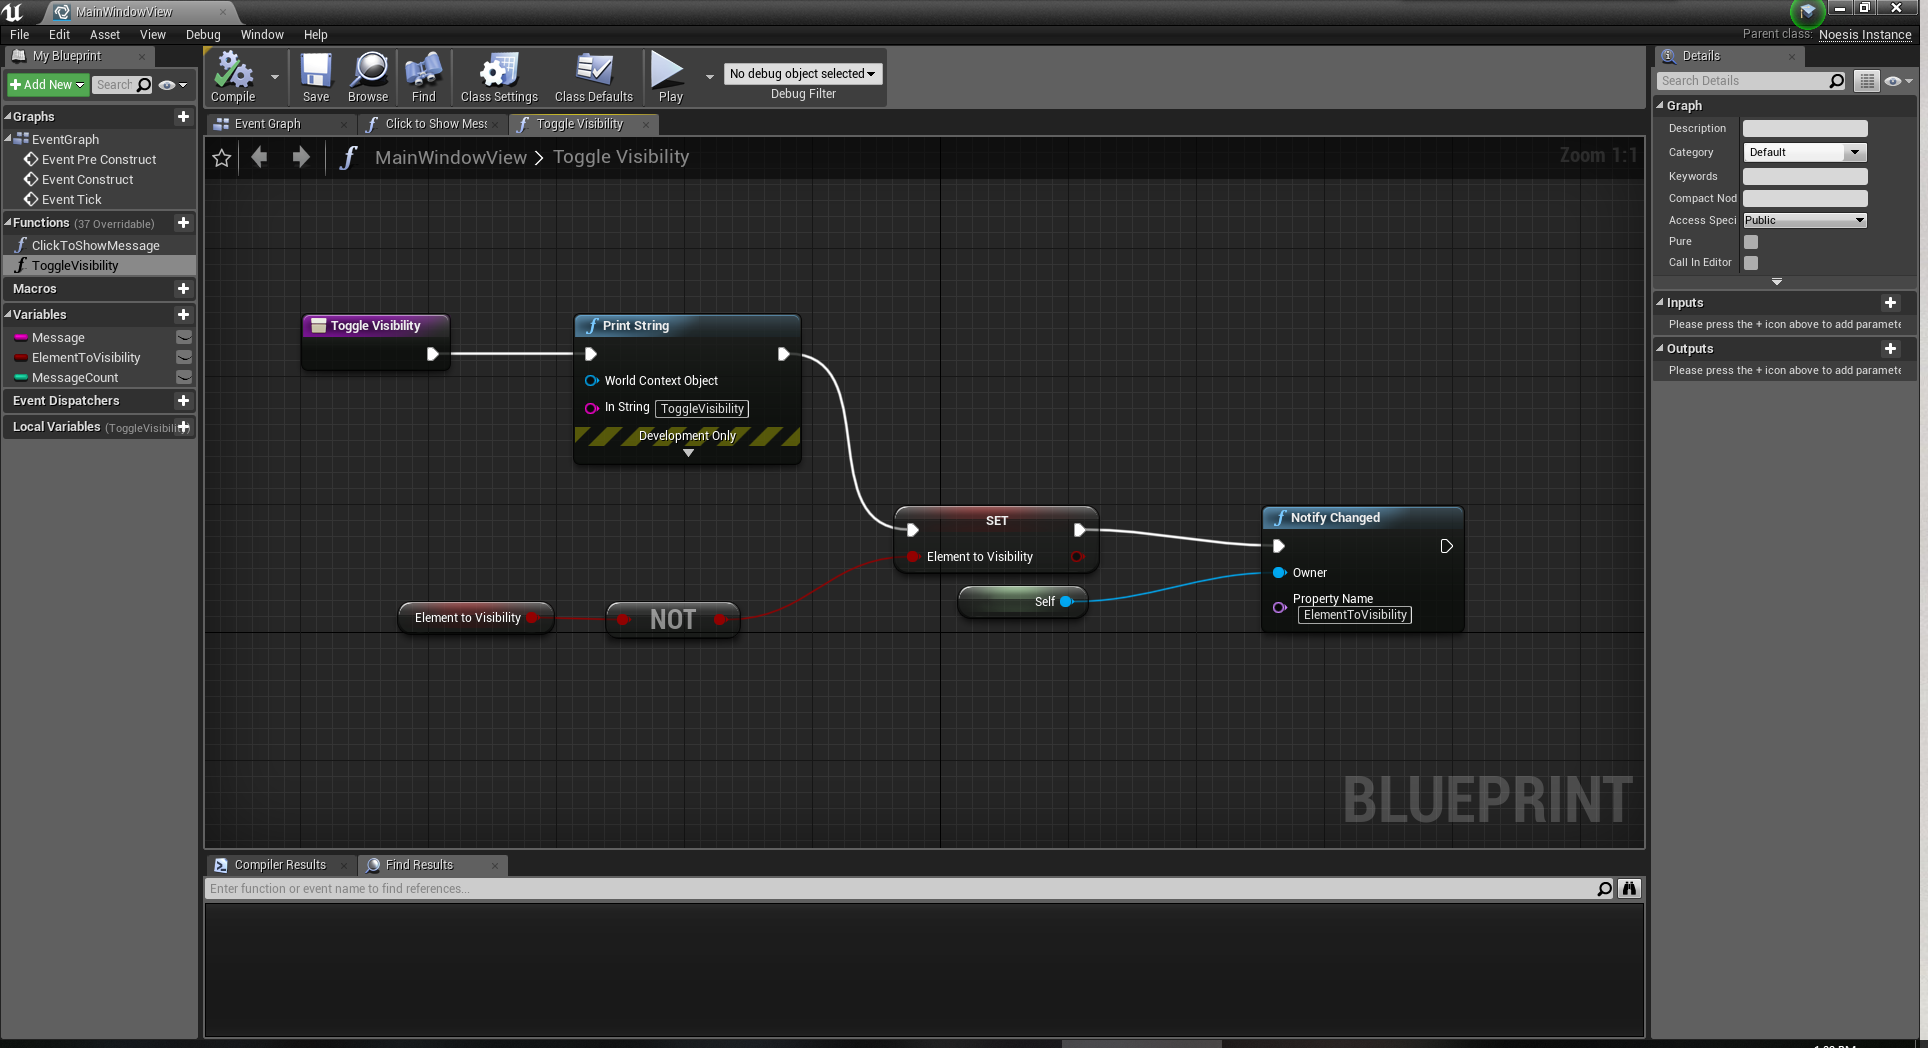 MainWindowView
File Edit Asset View Debug Window Help
Parent class: Noesis Instance
My Blueprint
Add New
Search
Graphs
EventGraph
Event Pre Construct
Event Construct
Event Tick
Functions (37 Overridable)
ClickToShowMessage
ToggleVisibility
Macros
Variables
Message
ElementToVisibility
MessageCount
Event Dispatchers
Local Variables (ToggleVisibili
Compile
Save
Browse
Find
Class Settings
Class Defaults
Play
No debug object selected
Debug Filter
Event Graph
Click to Show Mess
Toggle Visibility
MainWindowView > Toggle Visibility
Zoom 1:1
Toggle Visibility
Print String
World Context Object
In String ToggleVisibility
Development Only
SET
Element to Visibility
Self
Element to Visibility
NOT
Notify Changed
Owner
Property Name
ElementToVisibility
BLUEPRINT
Compiler Results
Find Results
Enter function or event name to find references...
Details
Search Details
Graph
Description
Category Default
Keywords
Compact Nod
Access Speci Public
Pure
Call In Editor
Inputs
Please press the + icon above to add paramete
Outputs
Please press the + icon above to add paramete